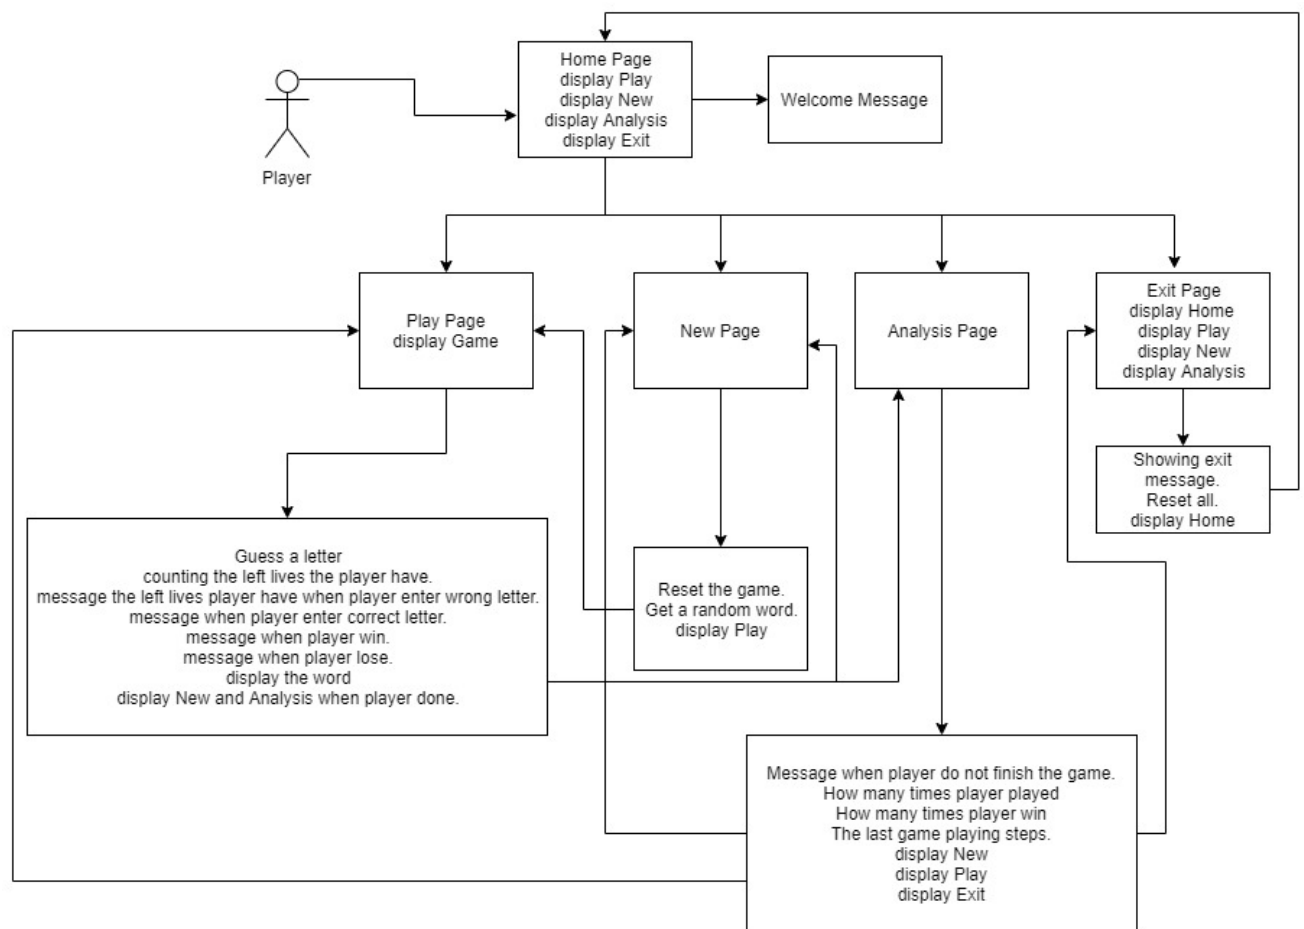 Home Page
display Play
display New
display Analysis
display Exit
Welcome Message
Player
Play Page
display Game
New Page
Analysis Page
Exit Page
display Home
display Play
display New
display Analysis
Showing exit
message.
Reset all.
display Home
Guess a letter
counting the left lives the player have.
message the left lives player have when player enter wrong letter.
message when player enter correct letter.
message when player win.
message when player lose.
display the word
display New and Analysis when player done.
Reset the game.
Get a random word.
display Play
Message when player do not finish the game.
How many times player played
How many times player win
The last game playing steps.
display New
display Play
display Exit